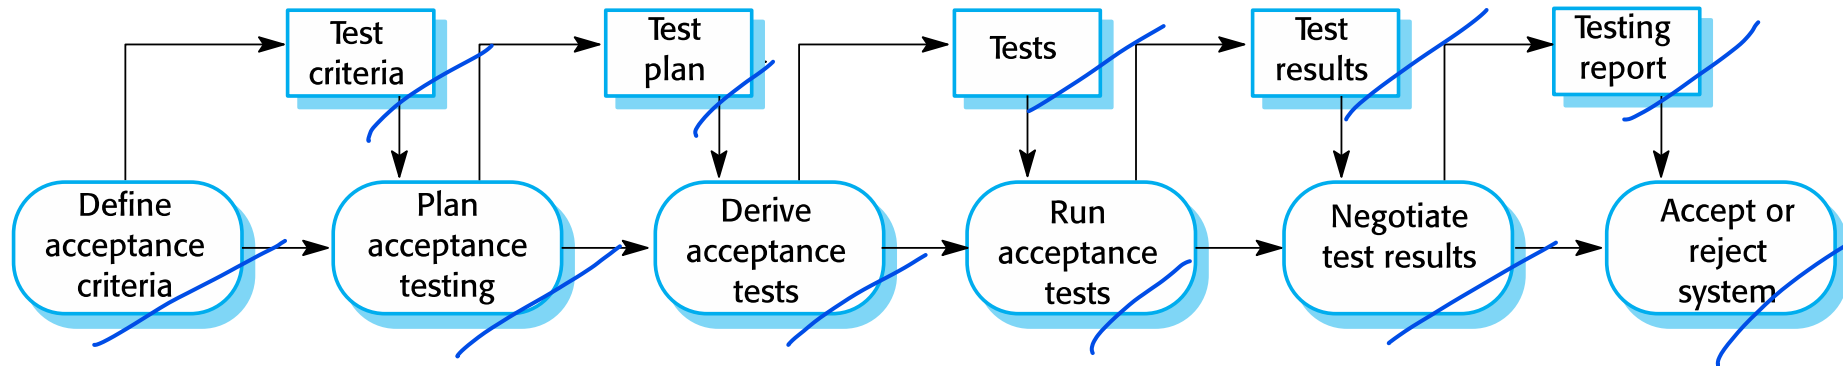 Test
criteria
Test
plan
Tests
Test
results
Testing
report
Define
acceptance
criteria
Plan
acceptance
testing
Derive
acceptance
tests
Run
acceptance
tests
Negotiate
test results
Accept or
reject
system